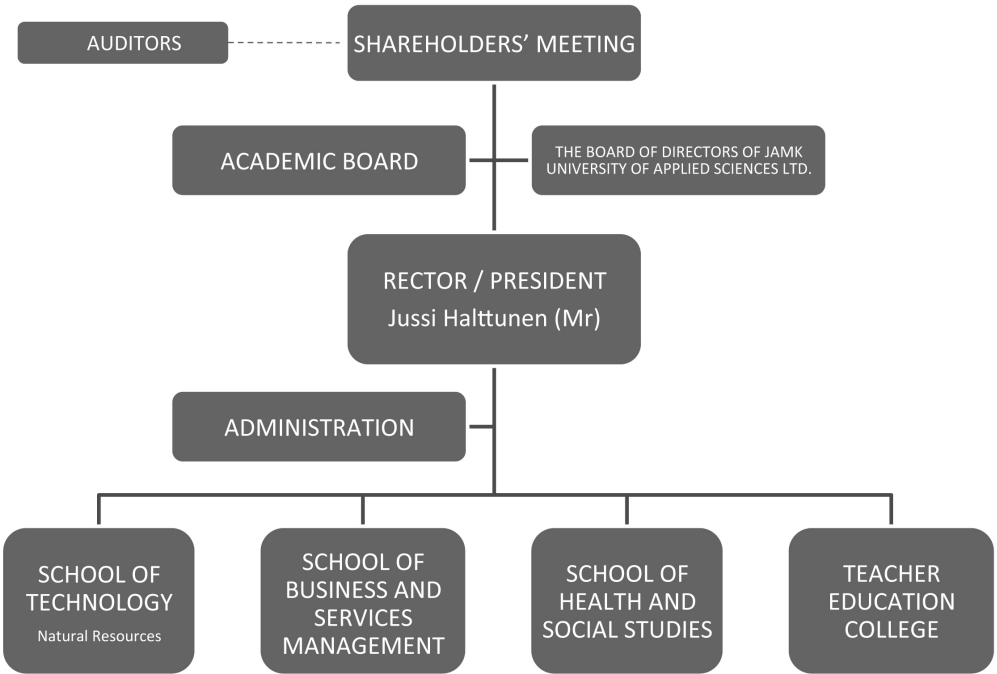 AUDITORS
SHAREHOLDERS’ MEETING
ACADEMIC BOARD
THE BOARD OF DIRECTORS OF JAMK
UNIVERSITY OF APPLIED SCIENCES LTD.
RECTOR / PRESIDENT
Jussi Halttunen (Mr)
ADMINISTRATION
SCHOOL OF
TECHNOLOGY
Natural Resources
SCHOOL OF
BUSINESS AND
SERVICES
MANAGEMENT
SCHOOL OF
HEALTH AND
SOCIAL STUDIES
TEACHER
EDUCATION
COLLEGE